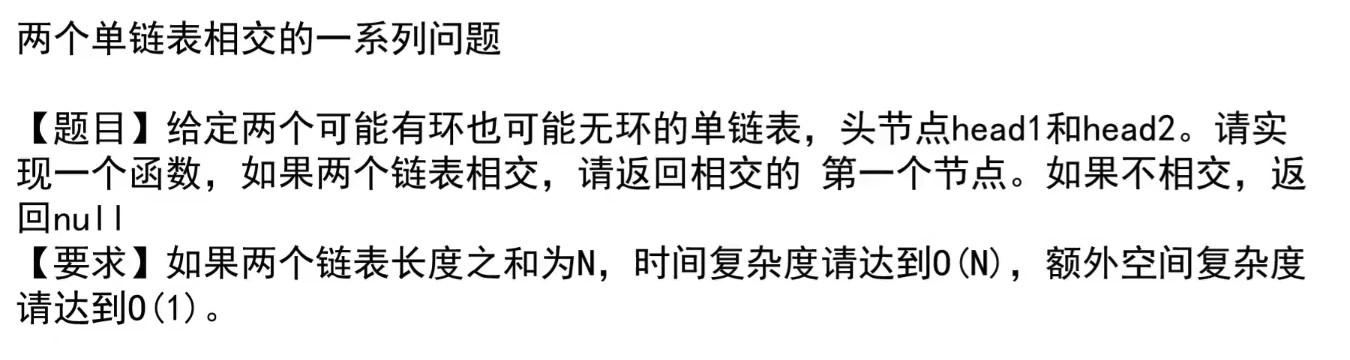 两个单链表相交的一系列问题
【题目】给定两个可能有环也可能无环的单链表，头节点head1和head2。请实
现一个函数，如果两个链表相交，请返回相交的 第一个节点。如果不相交，返
回null
【要求】如果两个链表长度之和为N，时间复杂度请达到O(N)，额外空间复杂度
请达到O(1)。